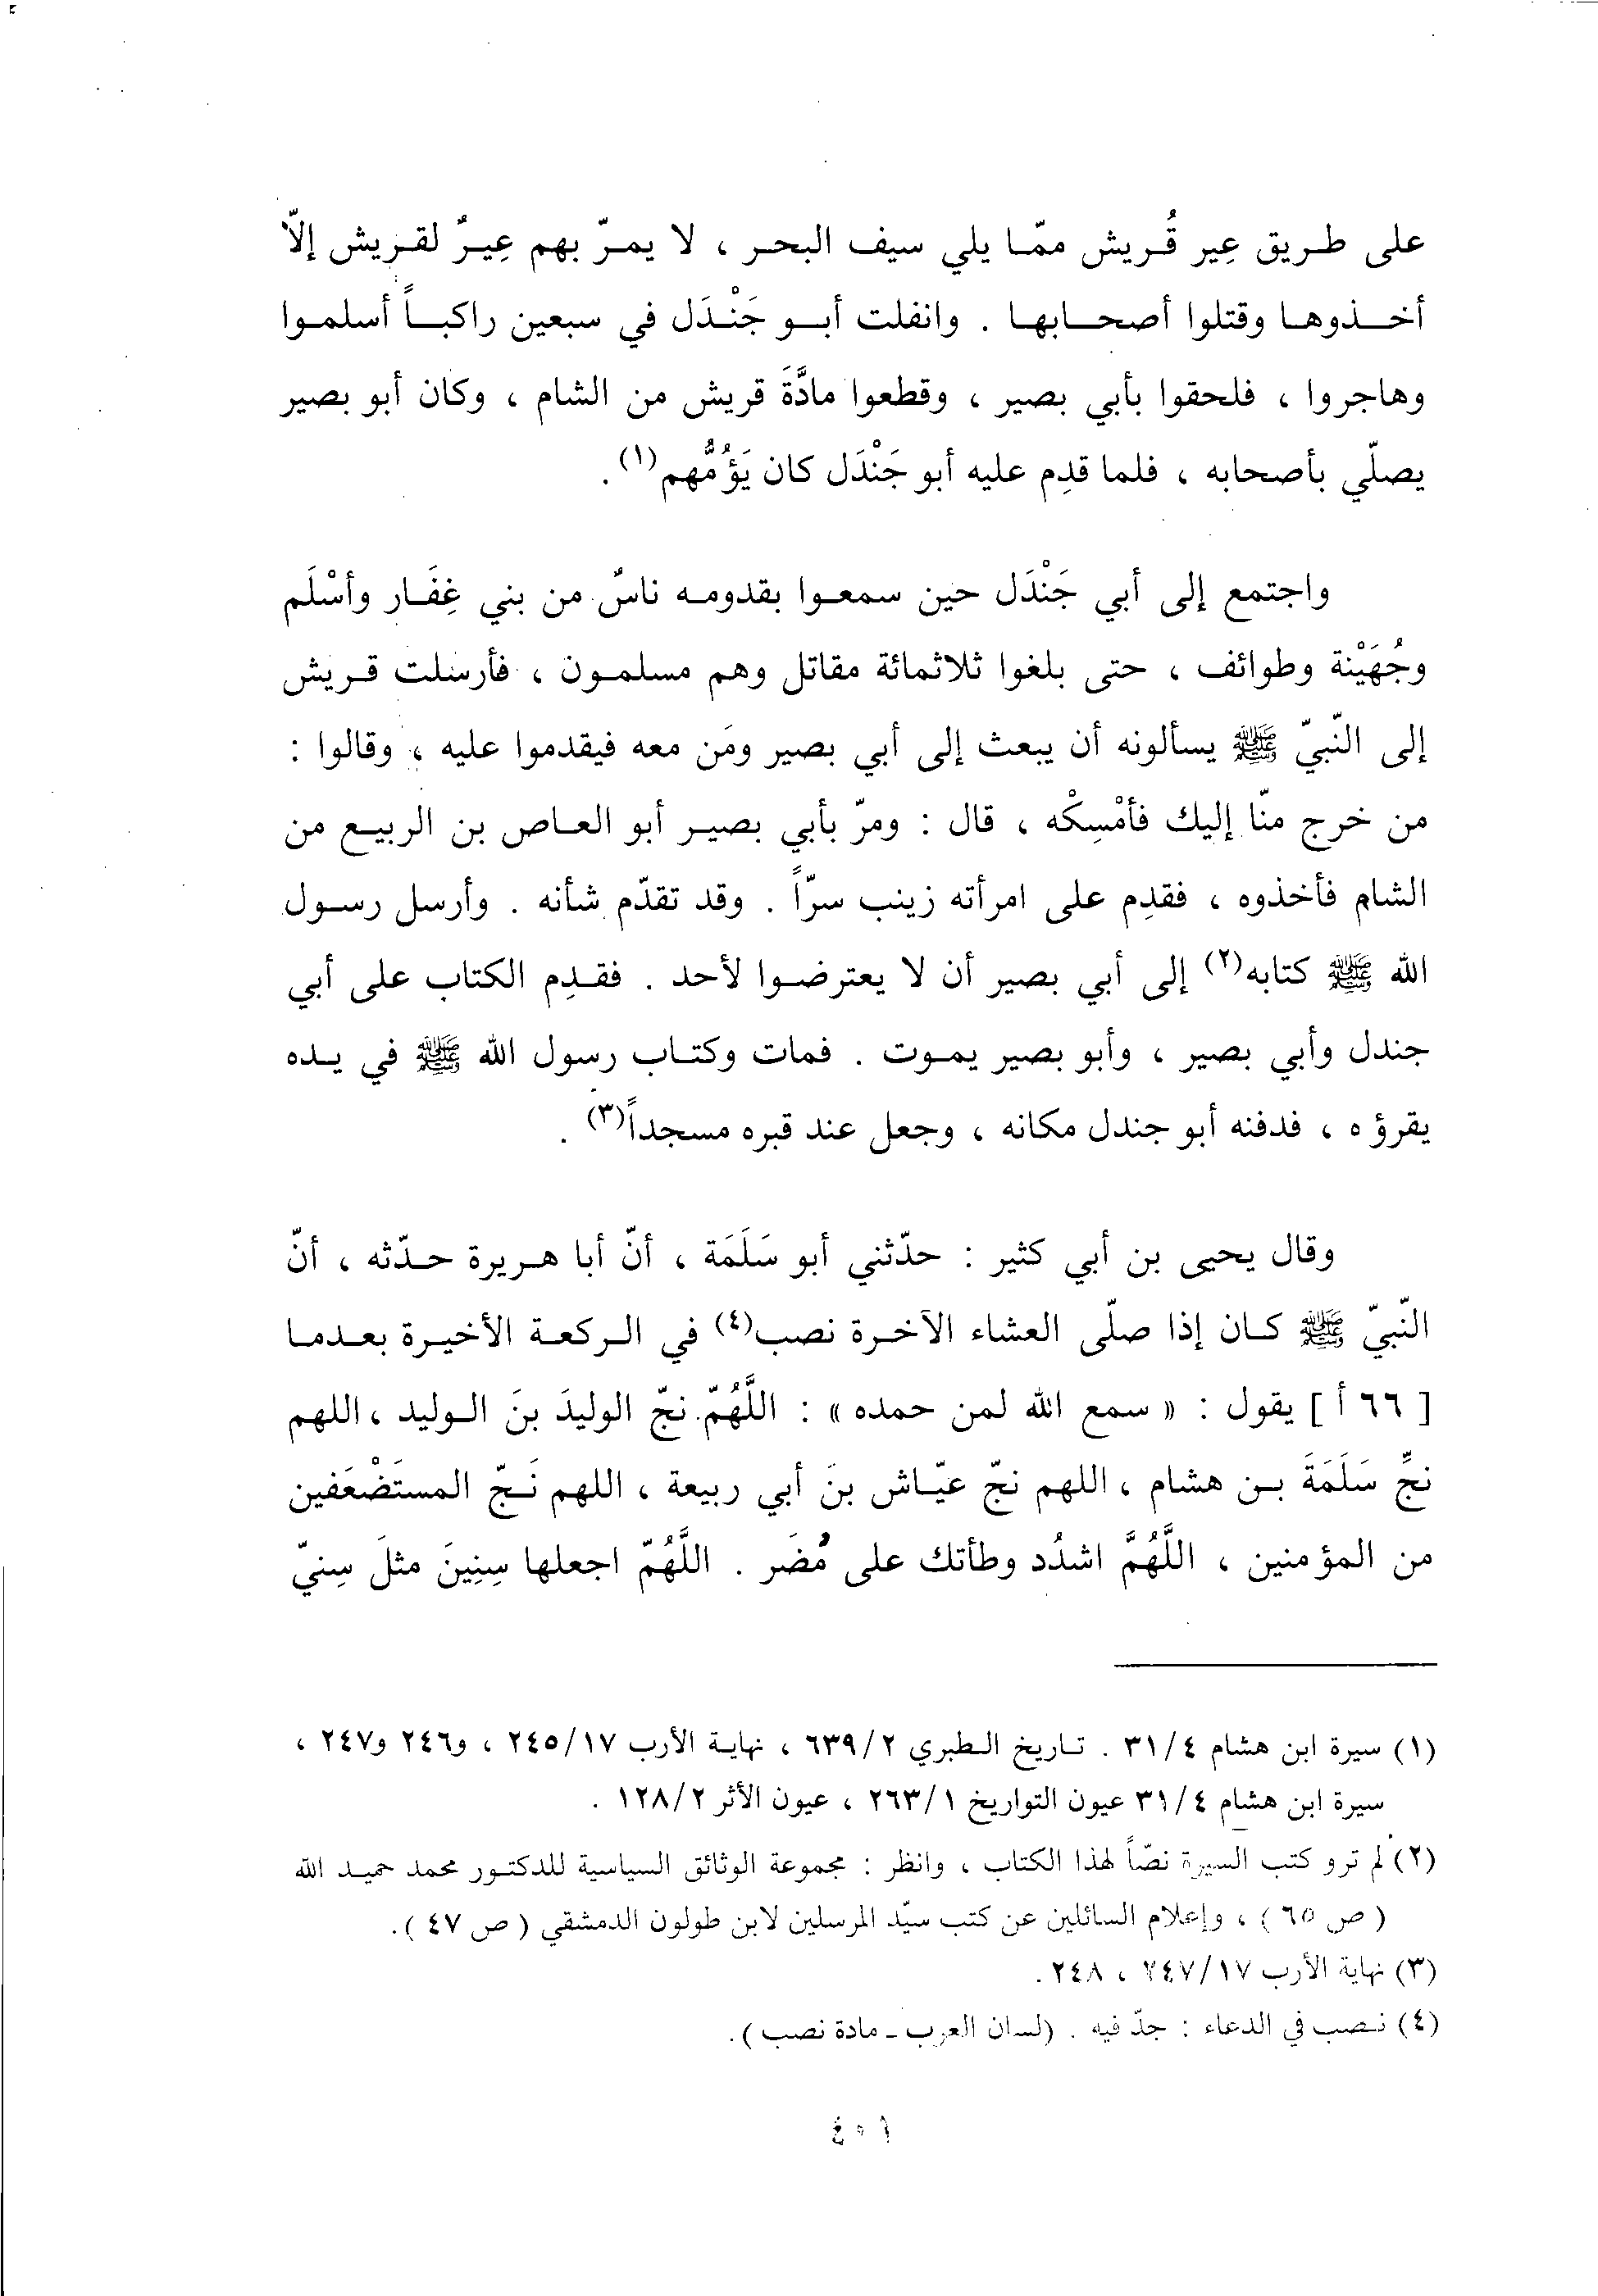 على طريق عِير قُريش ممّا يلي سيف البحر ، لا يمرّ بهم عِيرٌ لقريش إلّا
أخذوها وقتلوا أصحابها . وانفلت أبو جَنْدَل في سبعين راكباً أسلموا
وهاجروا ، فلحقوا بأبي بصير ، وقطعوا مادَّةَ قريش من الشام ، وكان أبو بصير
يصلّي بأصحابه ، فلما قدِم عليه أبو جَنْدَل كان يَؤُمُّهم(١) .
واجتمع إلى أبي جَنْدَل حين سمعوا بقدومه ناسٌ من بني غِفَار وأسْلَم
وجُهَيْنة وطوائف ، حتى بلغوا ثلاثمائة مقاتل وهم مسلمون ، فأرسلت قريش
إلى النّبيّ ﷺ يسألونه أن يبعث إلى أبي بصير ومَن معه فيقدموا عليه ، وقالوا :
من خرج منّا إليك فأمْسِكْه ، قال : ومرّ بأبي بصير أبو العاص بن الربيع من
الشام فأخذوه ، فقدِم على امرأته زينب سرّاً . وقد تقدّم شأنه . وأرسل رسول
الله ﷺ كتابه(٢) إلى أبي بصير أن لا يعترضوا لأحد . فقدِم الكتاب على أبي
جندل وأبي بصير ، وأبو بصير يموت . فمات وكتاب رسول الله ﷺ في يده
يقرؤه ، فدفنه أبو جندل مكانه ، وجعل عند قبره مسجداً(٣) .
وقال يحيى بن أبي كثير : حدّثني أبو سَلَمَة ، أنّ أبا هريرة حدّثه ، أنّ
النّبيّ ﷺ كان إذا صلّى العشاء الآخرة نصب(٤) في الركعة الأخيرة بعدما
[ ٦٦ أ ] يقول : « سمع الله لمن حمده » : اللَّهُمّ نجّ الوليدَ بنَ الوليد ، اللهم
نجِّ سَلَمَةَ بن هشام ، اللهم نجّ عيّاش بنَ أبي ربيعة ، اللهم نَجّ المستَضْعَفين
من المؤمنين ، اللَّهُمَّ اشدُد وطأتك على مُضَر . اللَّهُمّ اجعلها سِنِينَ مثلَ سِنيّ
(١) سيرة ابن هشام ٣١/٤ . تاريخ الطبري ٦٣٩/٢ ، نهاية الأرب ٢٤٥/١٧ ، و٢٤٦ و٢٤٧ ،
سيرة ابن هشام ٣١/٤ عيون التواريخ ٢٦٣/١ ، عيون الأثر ١٢٨/٢ .
(٢) لم ترو كتب السيرة نصّاً لهذا الكتاب ، وانظر : مجموعة الوثائق السياسية للدكتور محمد حميد الله
( ص ٦٥ ) ، وإعلام السائلين عن كتب سيّد المرسلين لابن طولون الدمشقي ( ص ٤٧ ).
(٣) نهاية الأرب ٢٤٧/١٧ ، ٢٤٨ .
(٤) نصب في الدعاء : جدّ فيه . (لسان العرب ـ مادة نصب ).
٤٠١